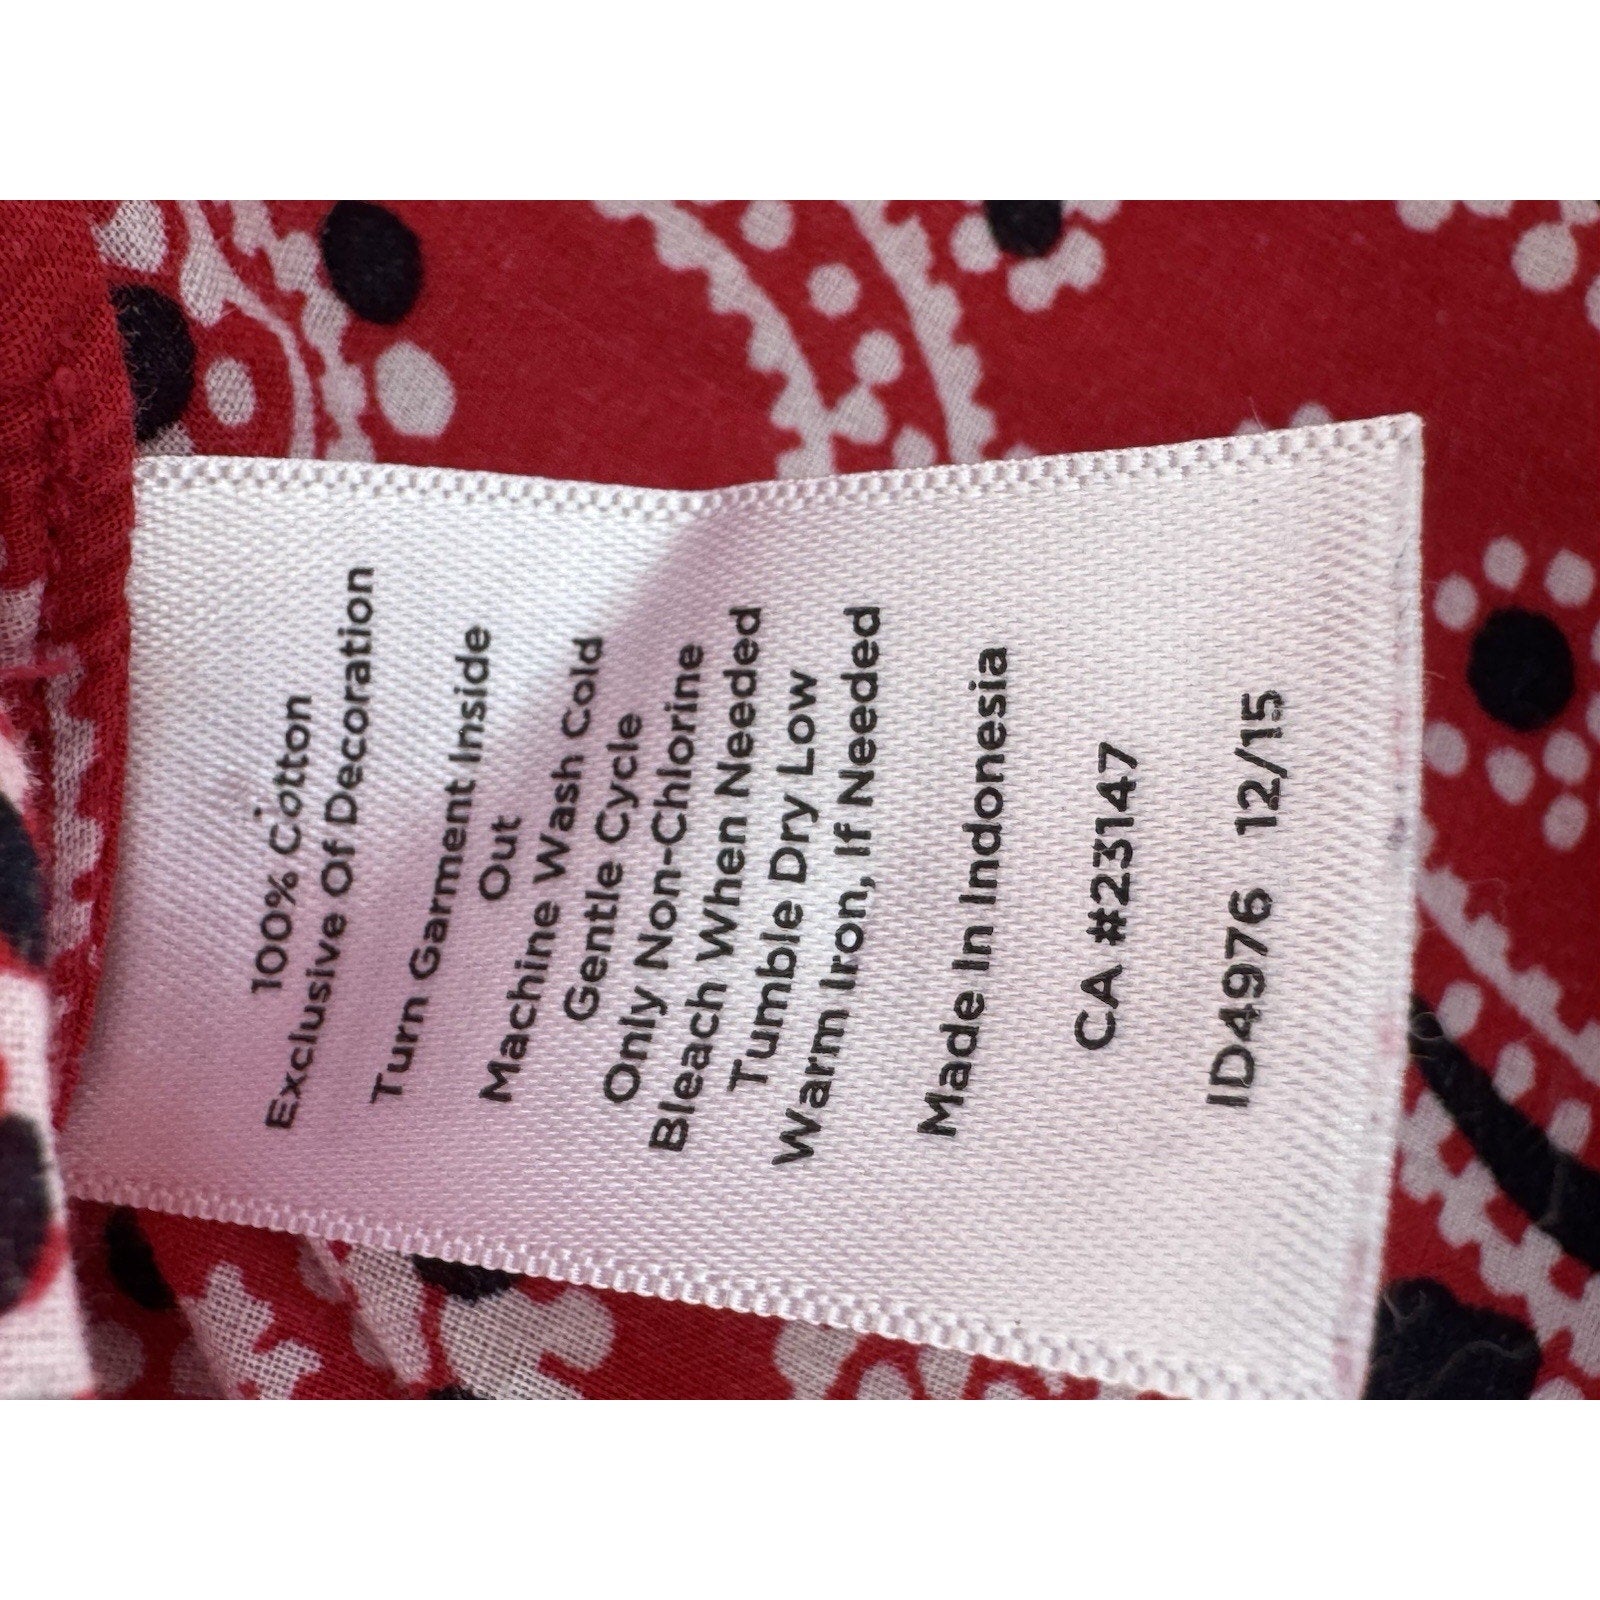 100% Cotton
Exclusive Of Decoration
Turn Garment Inside
Out
Machine Wash Cold
Gentle Cycle
Only Non-Chlorine
Bleach When Needed
Tumble Dry Low
Warm Iron, If Needed
Made In Indonesia
CA #23147
ID4976 12/15